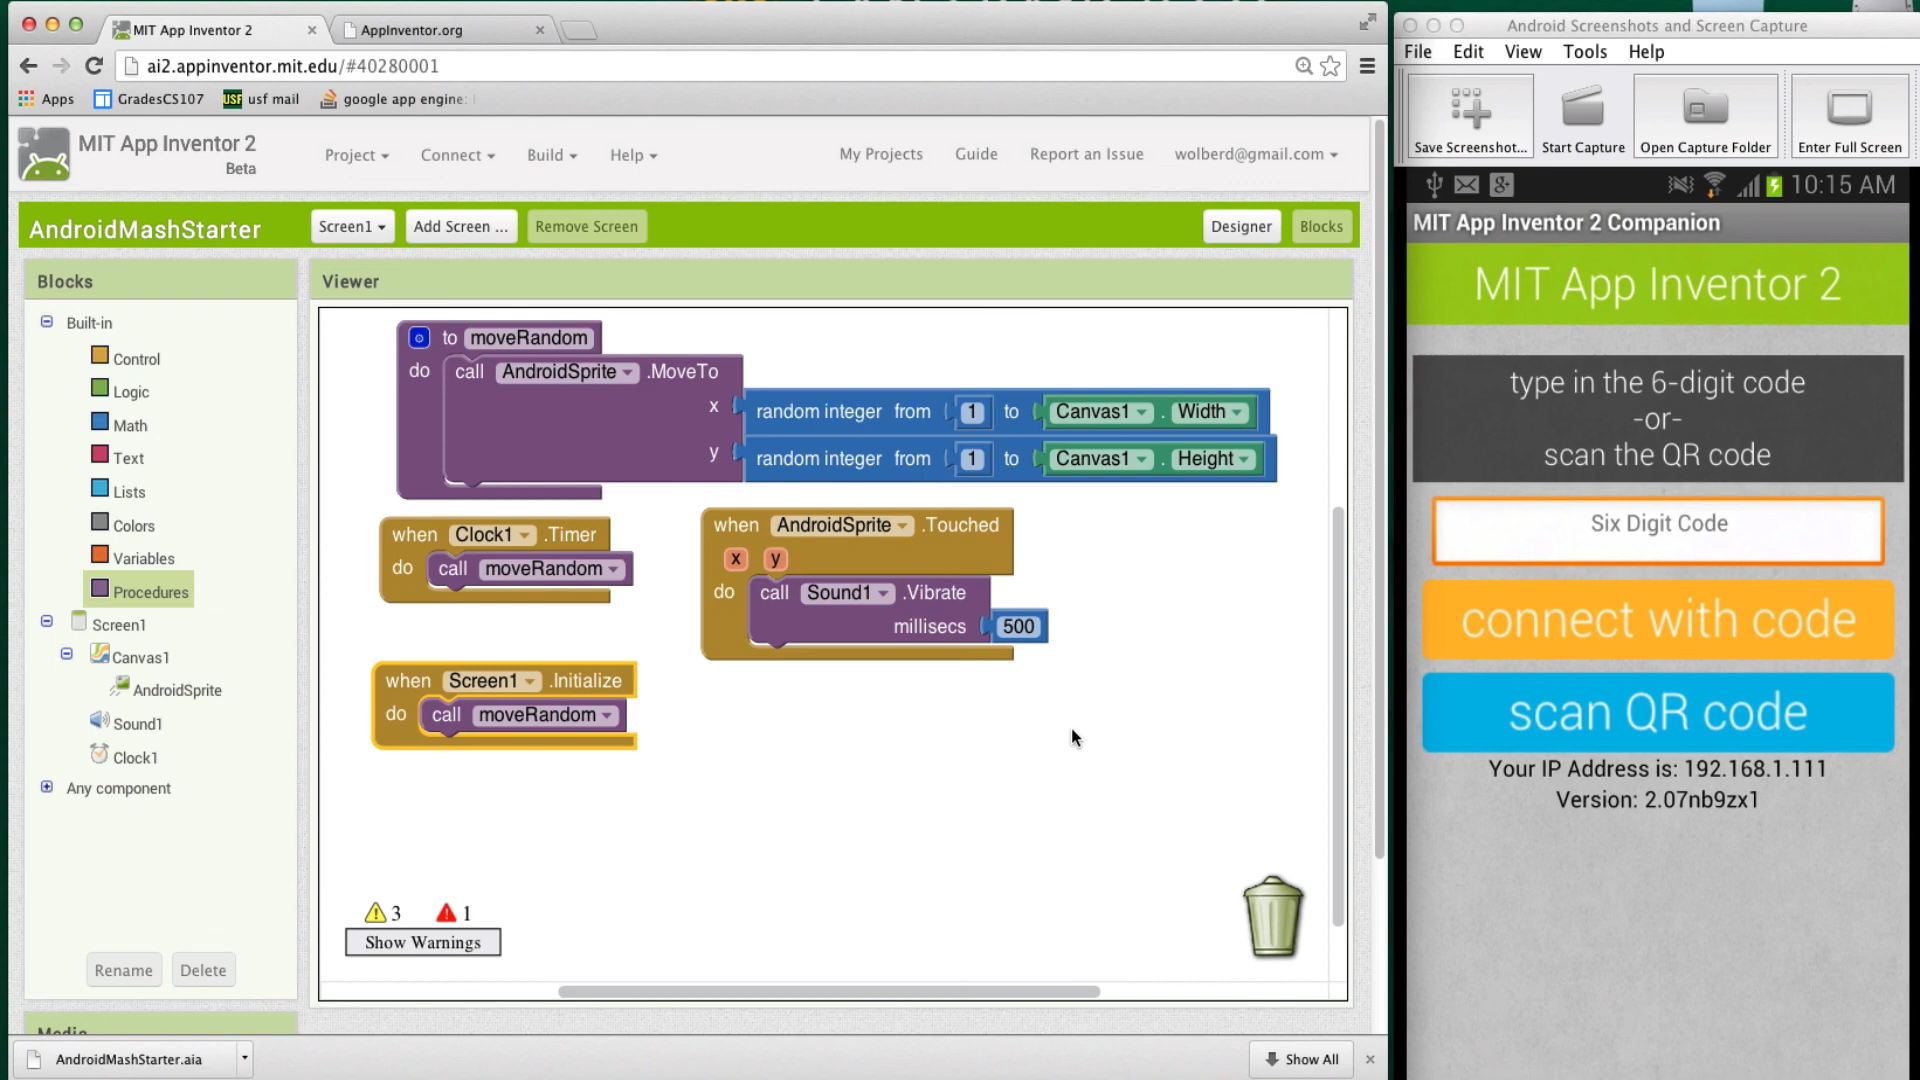 MIT App Inventor 2
AppInventor.org
ai2.appinventor.mit.edu/#40280001
Apps
GradesCS107
USF
usf mail
google app engine:
MIT App Inventor 2
Beta
Project
Connect
Build
Help
My Projects
Guide
Report an Issue
wolberd@gmail.com
AndroidMashStarter
Screen1
Add Screen ...
Remove Screen
Designer
Blocks
Blocks
Built-in
Control
Logic
Math
Text
Lists
Colors
Variables
Procedures
Screen1
Canvas1
AndroidSprite
Sound1
Clock1
Any component
Rename
Delete
Media
Viewer
to moveRandom
do call AndroidSprite .MoveTo
x random integer from 1 to Canvas1 . Width
y random integer from 1 to Canvas1 . Height
when Clock1 .Timer
do call moveRandom
when AndroidSprite .Touched
x y
do call Sound1 .Vibrate
millisecs 500
when Screen1 .Initialize
do call moveRandom
3 1
Show Warnings
AndroidMashStarter.aia
Show All
Android Screenshots and Screen Capture
File Edit View Tools Help
Save Screenshot...
Start Capture
Open Capture Folder
Enter Full Screen
10:15 AM
MIT App Inventor 2 Companion
MIT App Inventor 2
type in the 6-digit code
-or-
scan the QR code
Six Digit Code
connect with code
scan QR code
Your IP Address is: 192.168.1.111
Version: 2.07nb9zx1